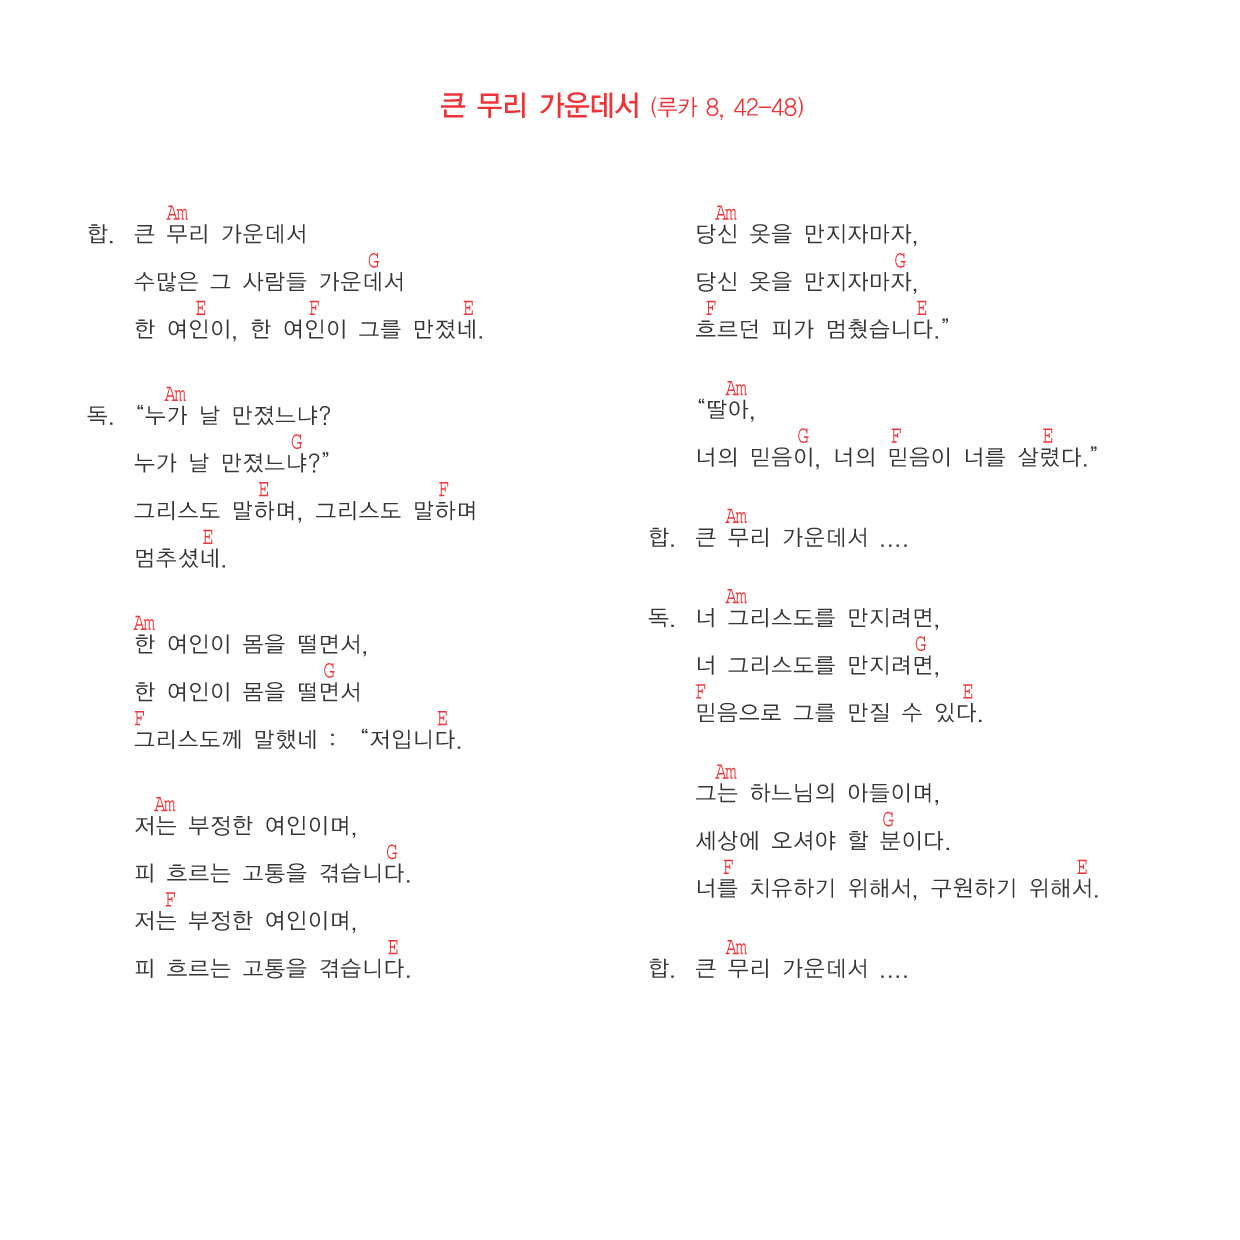 큰 무리 가운데서 (루카 8, 42-48)
Am
합. 큰 무리 가운데서
G
수많은 그 사람들 가운데서
E F E
한 여인이, 한 여인이 그를 만졌네.
Am
독. “누가 날 만졌느냐?
G
누가 날 만졌느냐?”
E F
그리스도 말하며, 그리스도 말하며
E
멈추셨네.
Am
한 여인이 몸을 떨면서,
G
한 여인이 몸을 떨면서
F E
그리스도께 말했네 : “저입니다.
Am
저는 부정한 여인이며,
G
피 흐르는 고통을 겪습니다.
F
저는 부정한 여인이며,
E
피 흐르는 고통을 겪습니다.
Am
당신 옷을 만지자마자,
G
당신 옷을 만지자마자,
F E
흐르던 피가 멈췄습니다.”
Am
“딸아,
G F E
너의 믿음이, 너의 믿음이 너를 살렸다.”
Am
합. 큰 무리 가운데서 ....
Am
독. 너 그리스도를 만지려면,
G
너 그리스도를 만지려면,
F E
믿음으로 그를 만질 수 있다.
Am
그는 하느님의 아들이며,
G
세상에 오셔야 할 분이다.
F E
너를 치유하기 위해서, 구원하기 위해서.
Am
합. 큰 무리 가운데서 ....